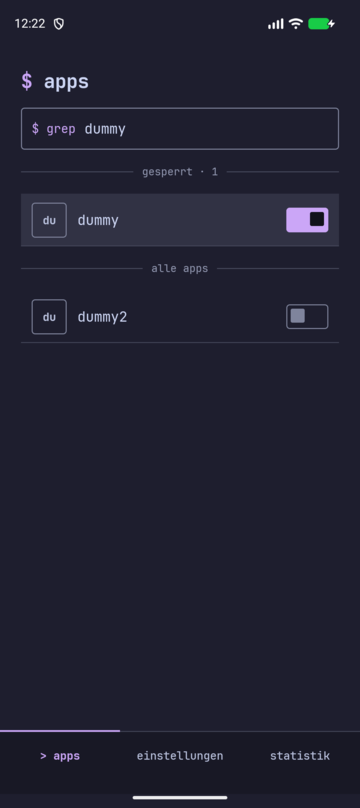 12:22
$ apps
$ grep dummy
gesperrt · 1
du dummy
alle apps
du dummy2
> apps einstellungen statistik